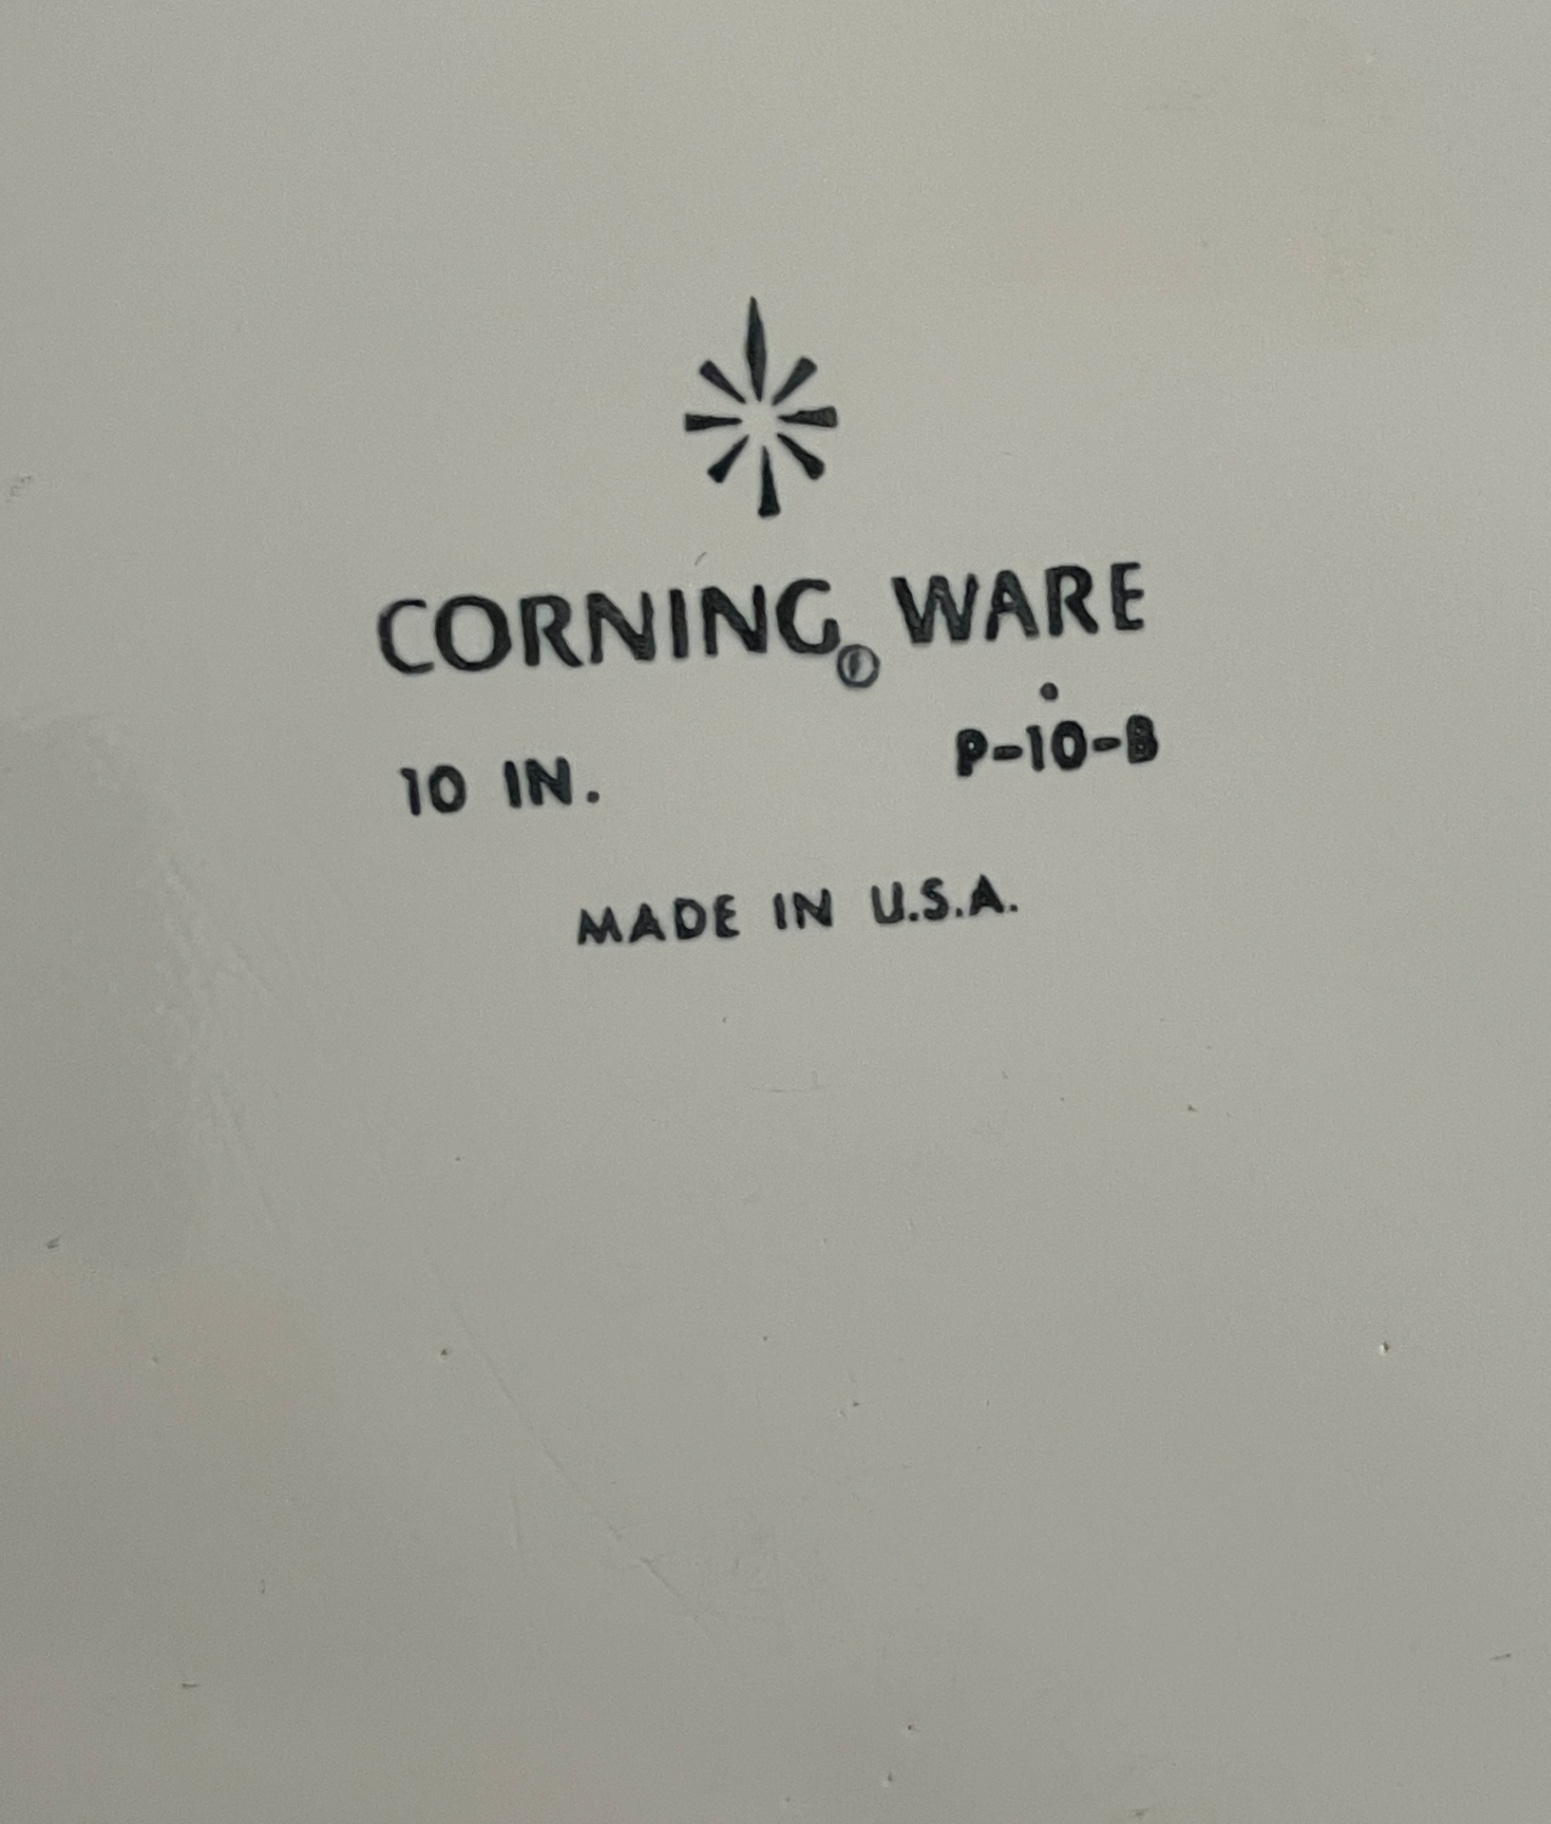 CORNING® WARE
10 IN. P-10-B
MADE IN U.S.A.